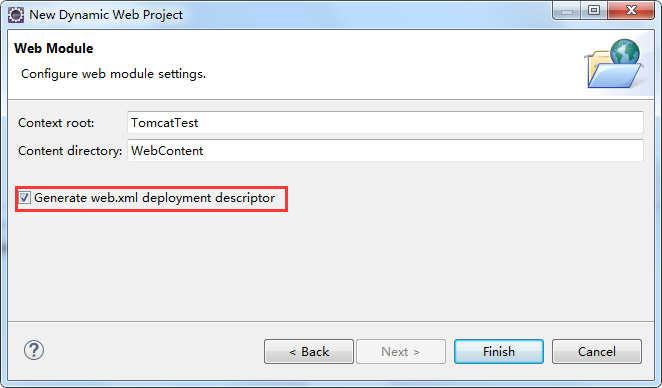 New Dynamic Web Project
Web Module
Configure web module settings.
Context root: TomcatTest
Content directory: WebContent
Generate web.xml deployment descriptor
? < Back Next > Finish Cancel